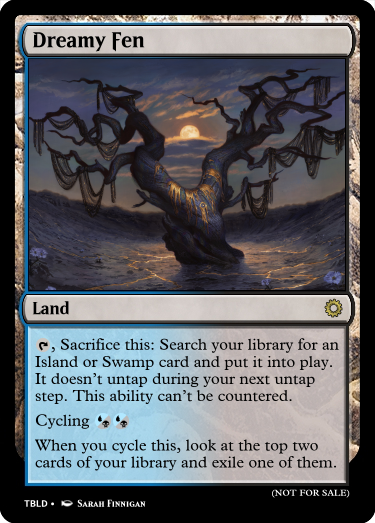 Dreamy Fen
Land
, Sacrifice this: Search your library for an
Island or Swamp card and put it into play.
It doesn't untap during your next untap
step. This ability can't be countered.
Cycling
When you cycle this, look at the top two
cards of your library and exile one of them.
(NOT FOR SALE)
TBLD • Sarah Finnigan